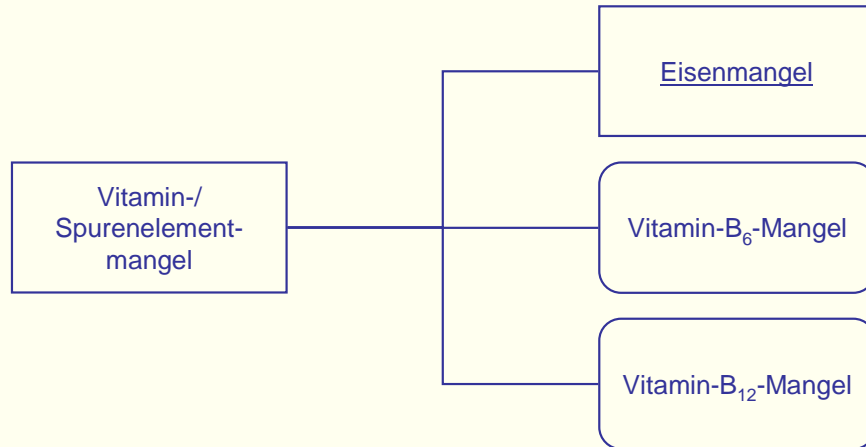 Eisenmangel
Vitamin-/
Spurenelement-
mangel
Vitamin-B₆-Mangel
Vitamin-B₁₂-Mangel